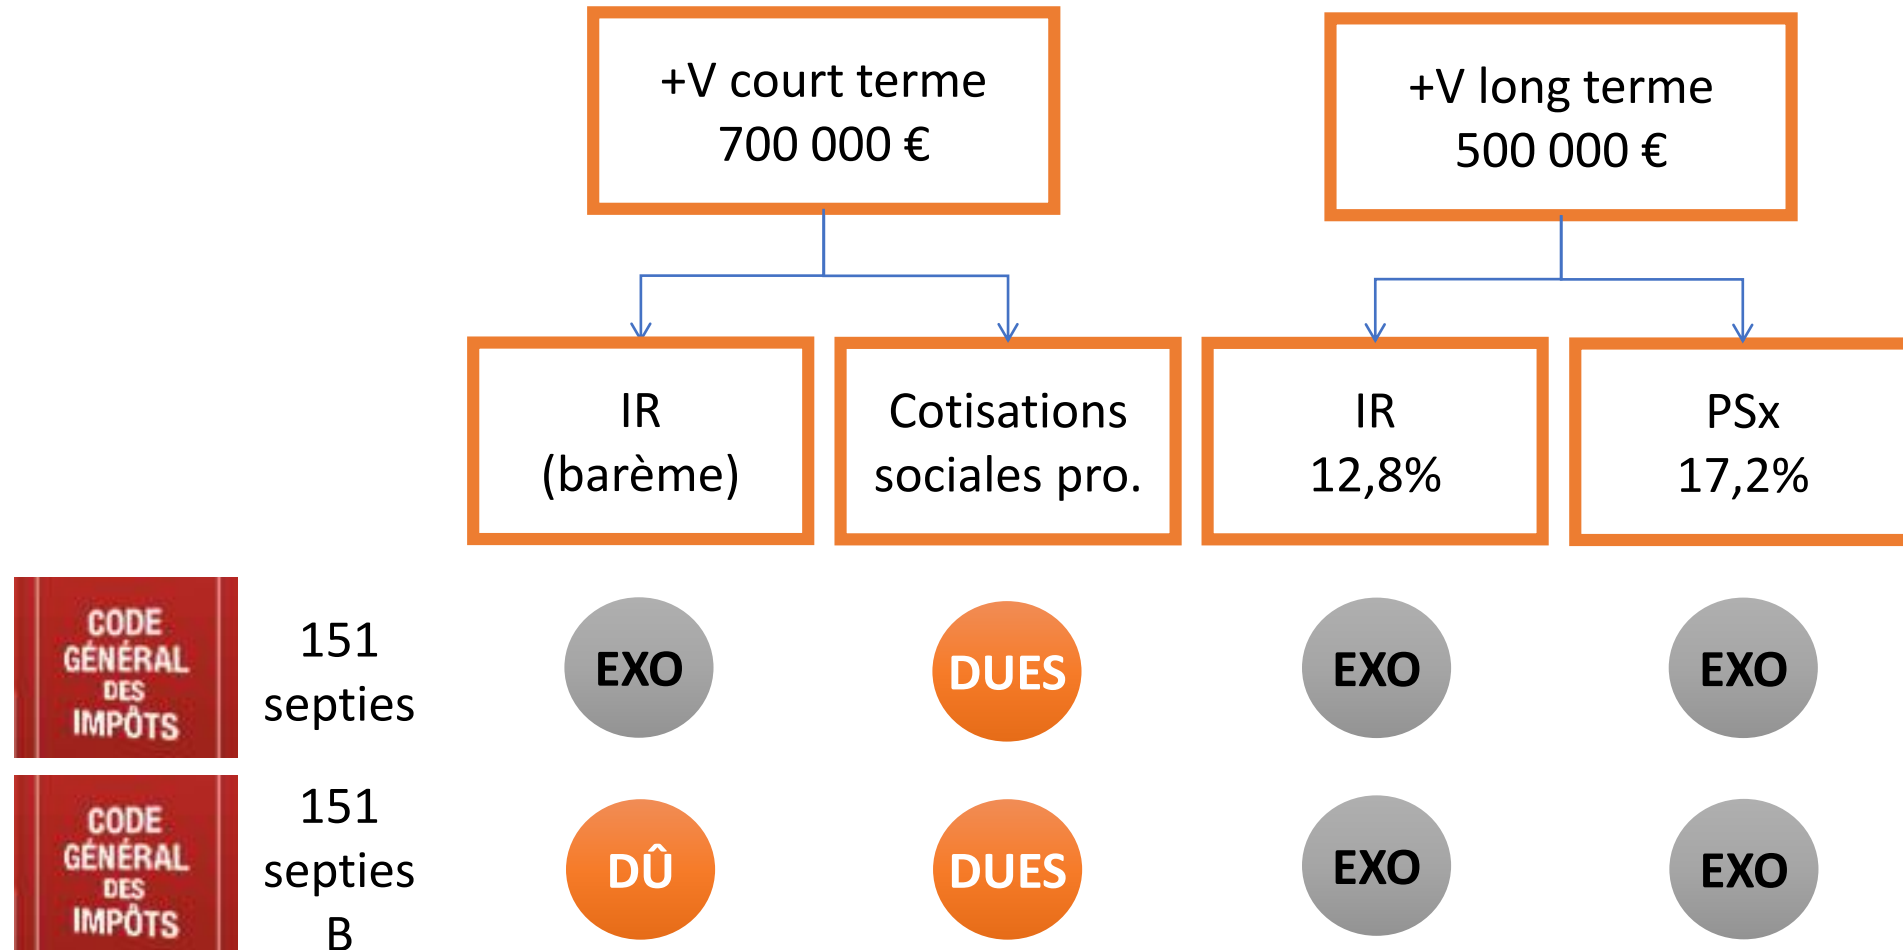 +V court terme
700 000 €
+V long terme
500 000 €
IR
(barème)
Cotisations
sociales pro.
IR
12,8%
PSx
17,2%
CODE
GÉNÉRAL
DES
IMPÔTS
151
septies
EXO
DUES
EXO
EXO
CODE
GÉNÉRAL
DES
IMPÔTS
151
septies
B
DÛ
DUES
EXO
EXO